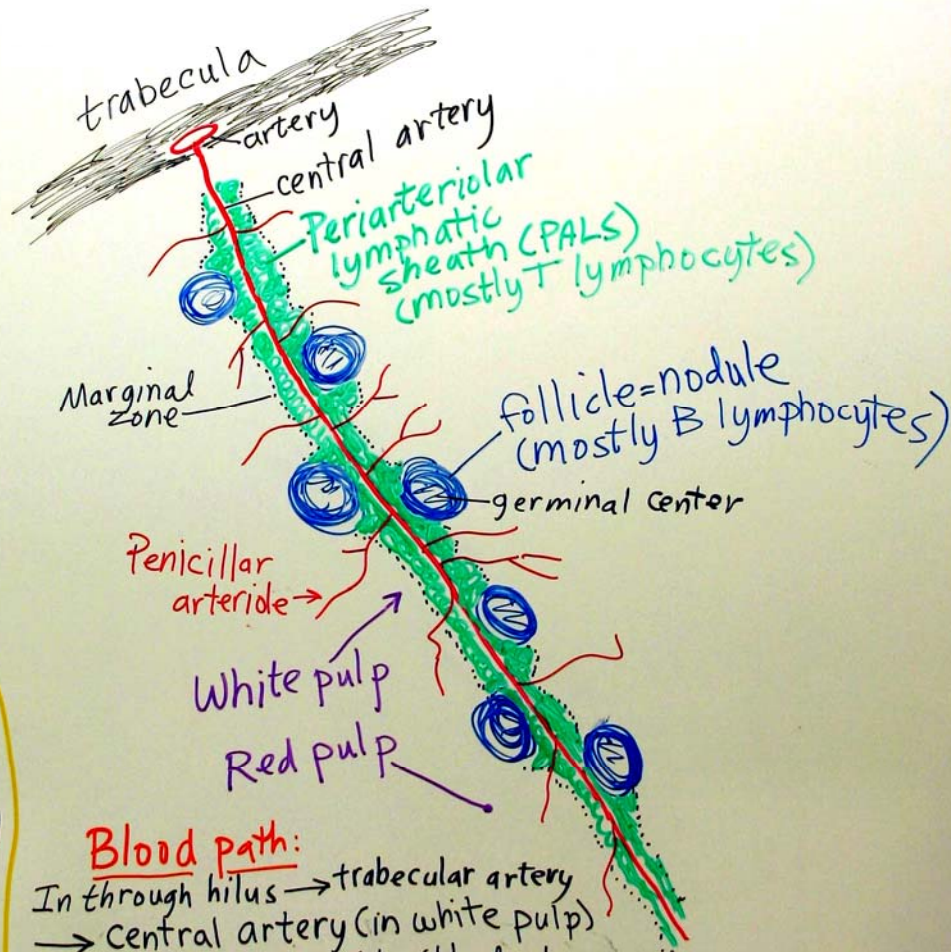 trabecula
artery
central artery
Periarteriolar
lymphatic
sheath (PALS)
(mostly T lymphocytes)
Marginal
zone
follicle=nodule
(mostly B lymphocytes)
germinal center
Penicillar
arteriole→
White pulp
Red pulp
Blood path:
In through hilus → trabecular artery
→ central artery (in white pulp)